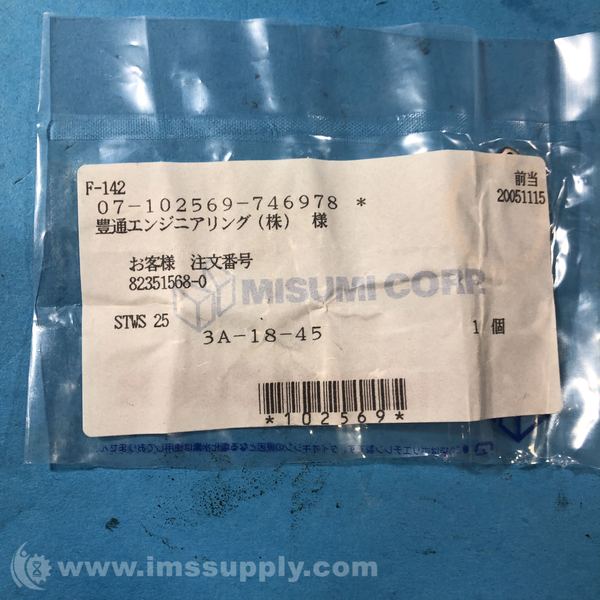 F-142
前当
07-102569-746978 *
20051115
豊通エンジニアリング(株) 様
お客様 注文番号
82351568-0
MISUMI CORP.
STWS 25
3A-18-45
1 個
*102569*
© www.imssupply.com